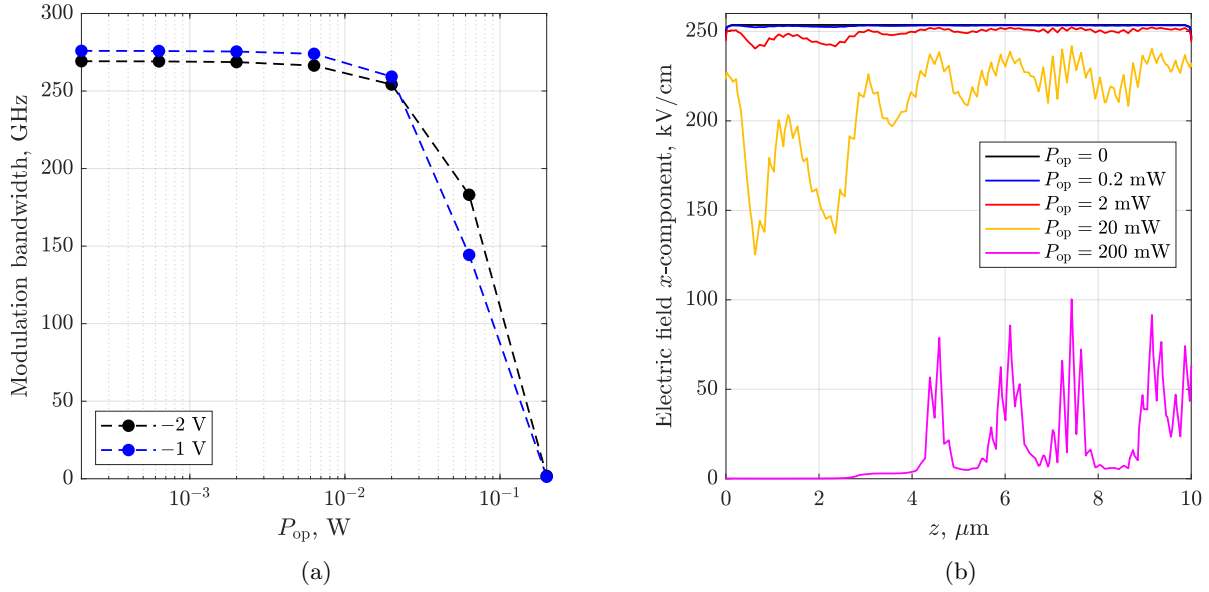 300
250
200
150
100
50
0
Modulation bandwidth, GHz
−2 V
−1 V
10⁻³
10⁻²
10⁻¹
P_op, W
(a)
250
200
150
100
50
0
Electric field x-component, kV/cm
P_op = 0
P_op = 0.2 mW
P_op = 2 mW
P_op = 20 mW
P_op = 200 mW
0
2
4
6
8
10
z, μm
(b)